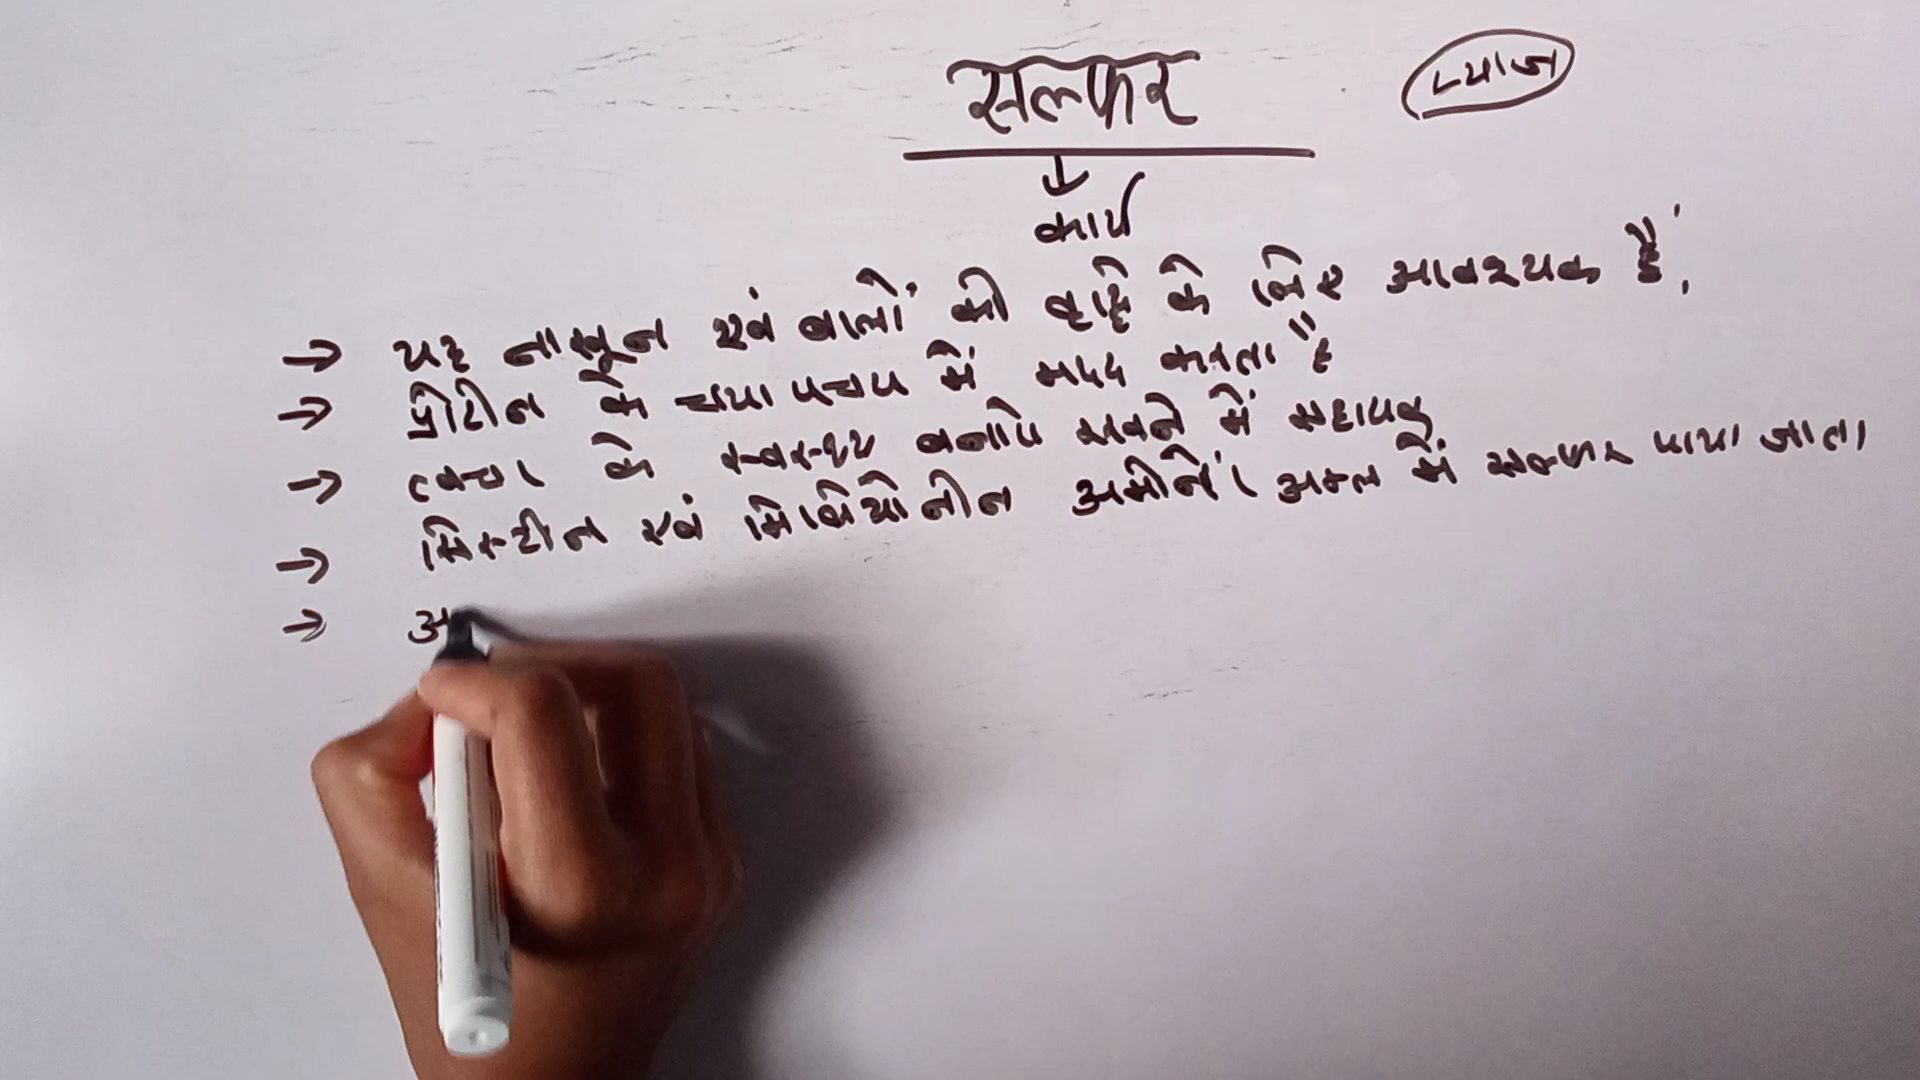 सल्फर
प्याज
कार्य
→ यह नाखून एवं बालों की वृद्धि के लिए आवश्यक हैं.
→ प्रोटीन के चयापचय में मदद करता है
→ त्वचा के स्वस्थ्य बनाये रखने में सहायक
→ सिस्टीन एवं मिथियोनीन अमीनों अम्ल में सल्फर पाया जाता
→ अ